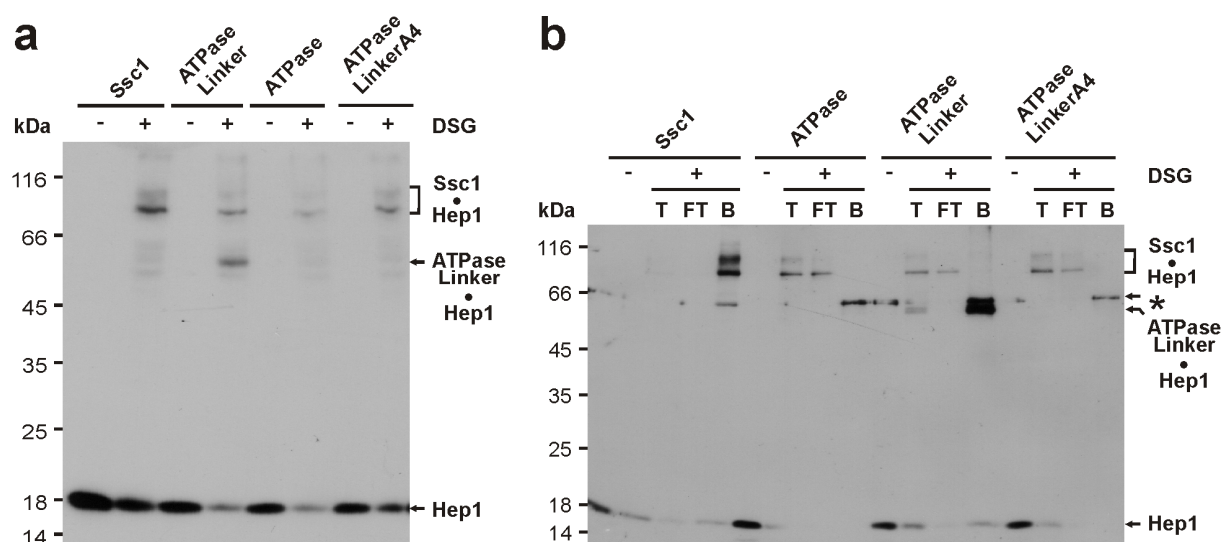 a
Ssc1
ATPase
Linker
ATPase
ATPase
LinkerA4
kDa
- + - + - + - + DSG
116
66
45
35
25
18
14
Ssc1
•
Hep1
ATPase
Linker
•
Hep1
Hep1
b
Ssc1
ATPase
ATPase
Linker
ATPase
LinkerA4
- + - + - + - + DSG
kDa
T FT B T FT B T FT B T FT B
116
66
45
35
25
18
14
Ssc1
•
Hep1
*
ATPase
Linker
•
Hep1
Hep1